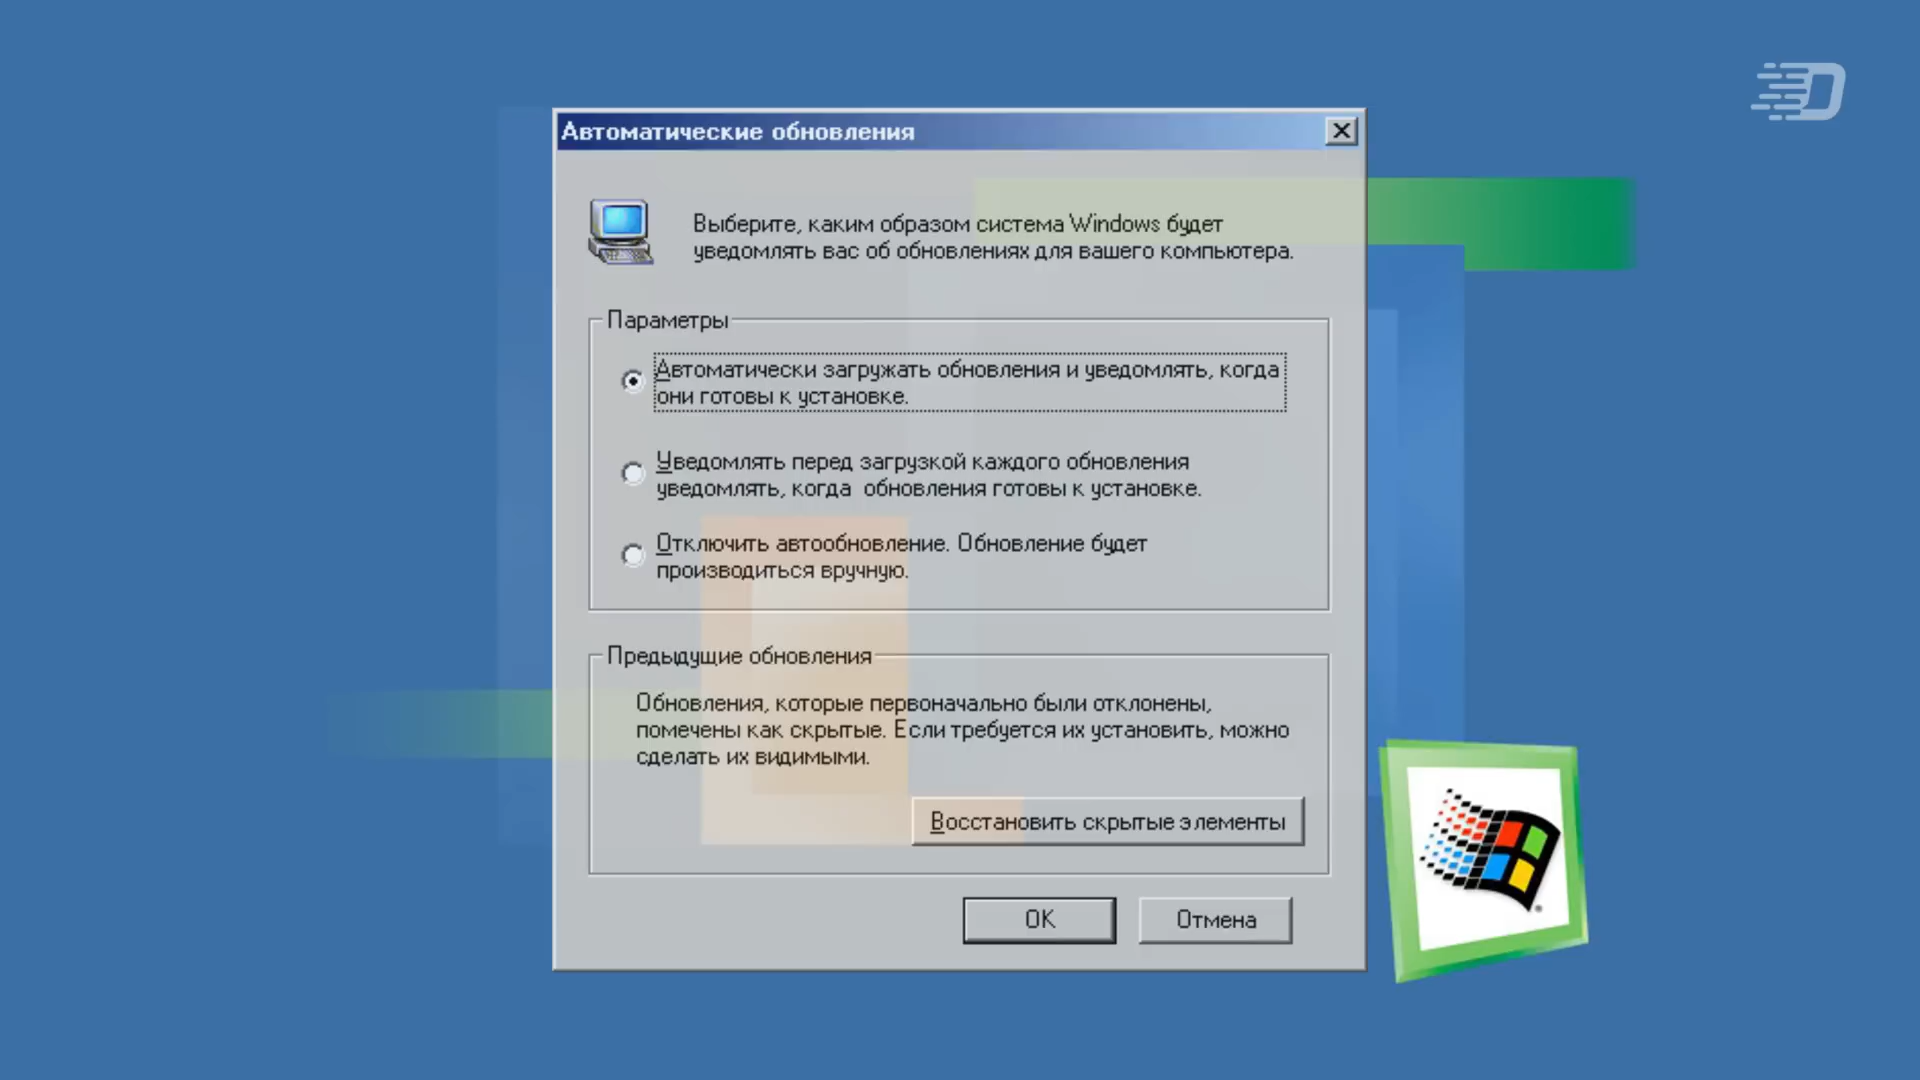 Автоматические обновления
Выберите, каким образом система Windows будет
уведомлять вас об обновлениях для вашего компьютера.
Параметры
Автоматически загружать обновления и уведомлять, когда
они готовы к установке.
Уведомлять перед загрузкой каждого обновления
уведомлять, когда обновления готовы к установке.
Отключить автообновление. Обновление будет
производиться вручную.
Предыдущие обновления
Обновления, которые первоначально были отклонены,
помечены как скрытые. Если требуется их установить, можно
сделать их видимыми.
Восстановить скрытые элементы
OK
Отмена